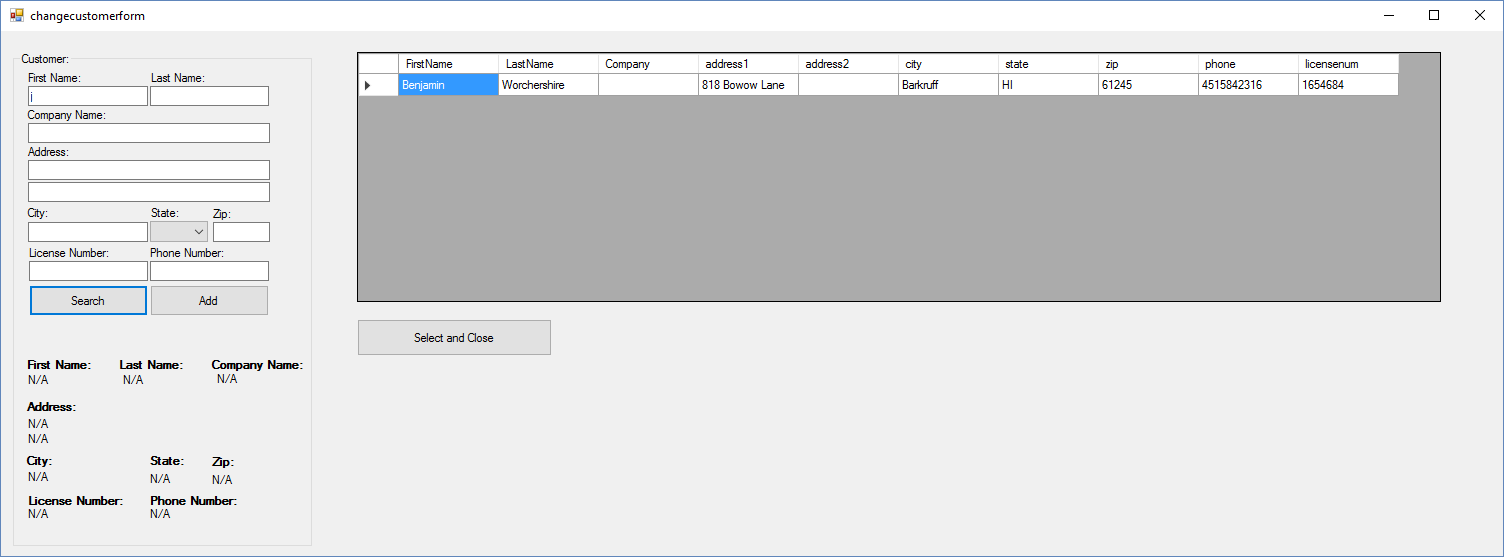 changecustomerform
Customer:
First Name: Last Name:
j
Company Name:
Address:
City: State: Zip:
License Number: Phone Number:
Search Add
First Name: Last Name: Company Name:
N/A N/A N/A
Address:
N/A
N/A
City: State: Zip:
N/A N/A N/A
License Number: Phone Number:
N/A N/A
FirstName LastName Company address1 address2 city state zip phone licensenum
Benjamin Worchershire 818 Bowow Lane Barkruff HI 61245 4515842316 1654684
Select and Close